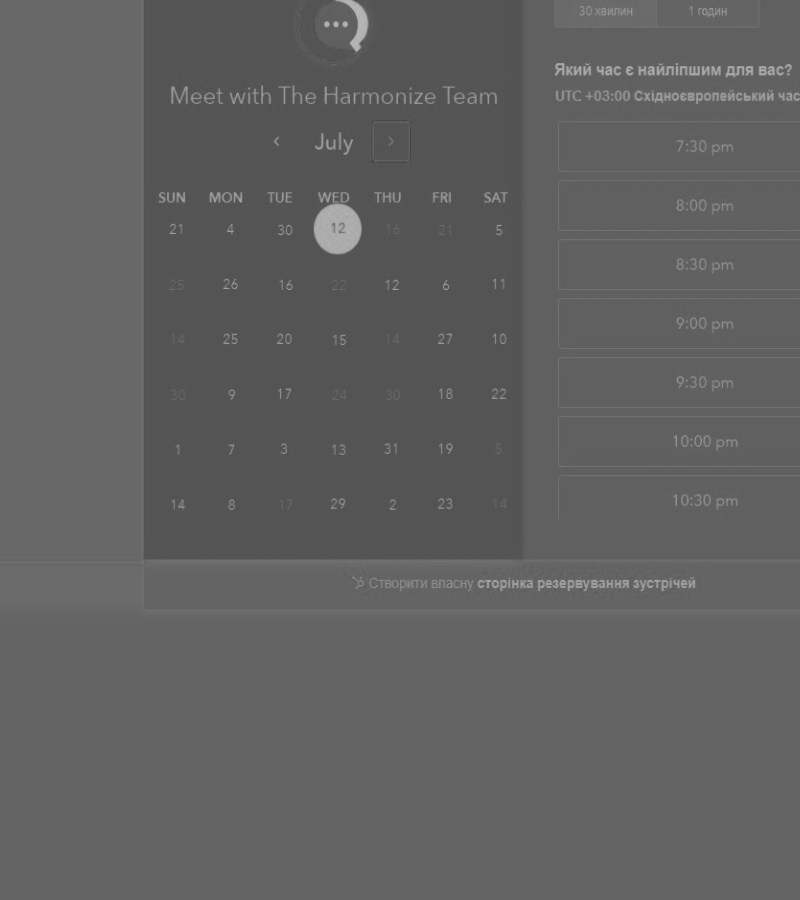 30 хвилин 1 годин
Який час є найліпшим для вас?
Meet with The Harmonize Team
UTC +03:00 Східноєвропейський час
‹ July ›
7:30 pm
SUN MON TUE WED THU FRI SAT
8:00 pm
21 4 30 12 16 21 5
8:30 pm
25 26 16 22 12 6 11
9:00 pm
14 25 20 15 14 27 10
9:30 pm
30 9 17 24 30 18 22
10:00 pm
1 7 3 13 31 19 5
10:30 pm
14 8 17 29 2 23 14
Створити власну сторінка резервування зустрічей